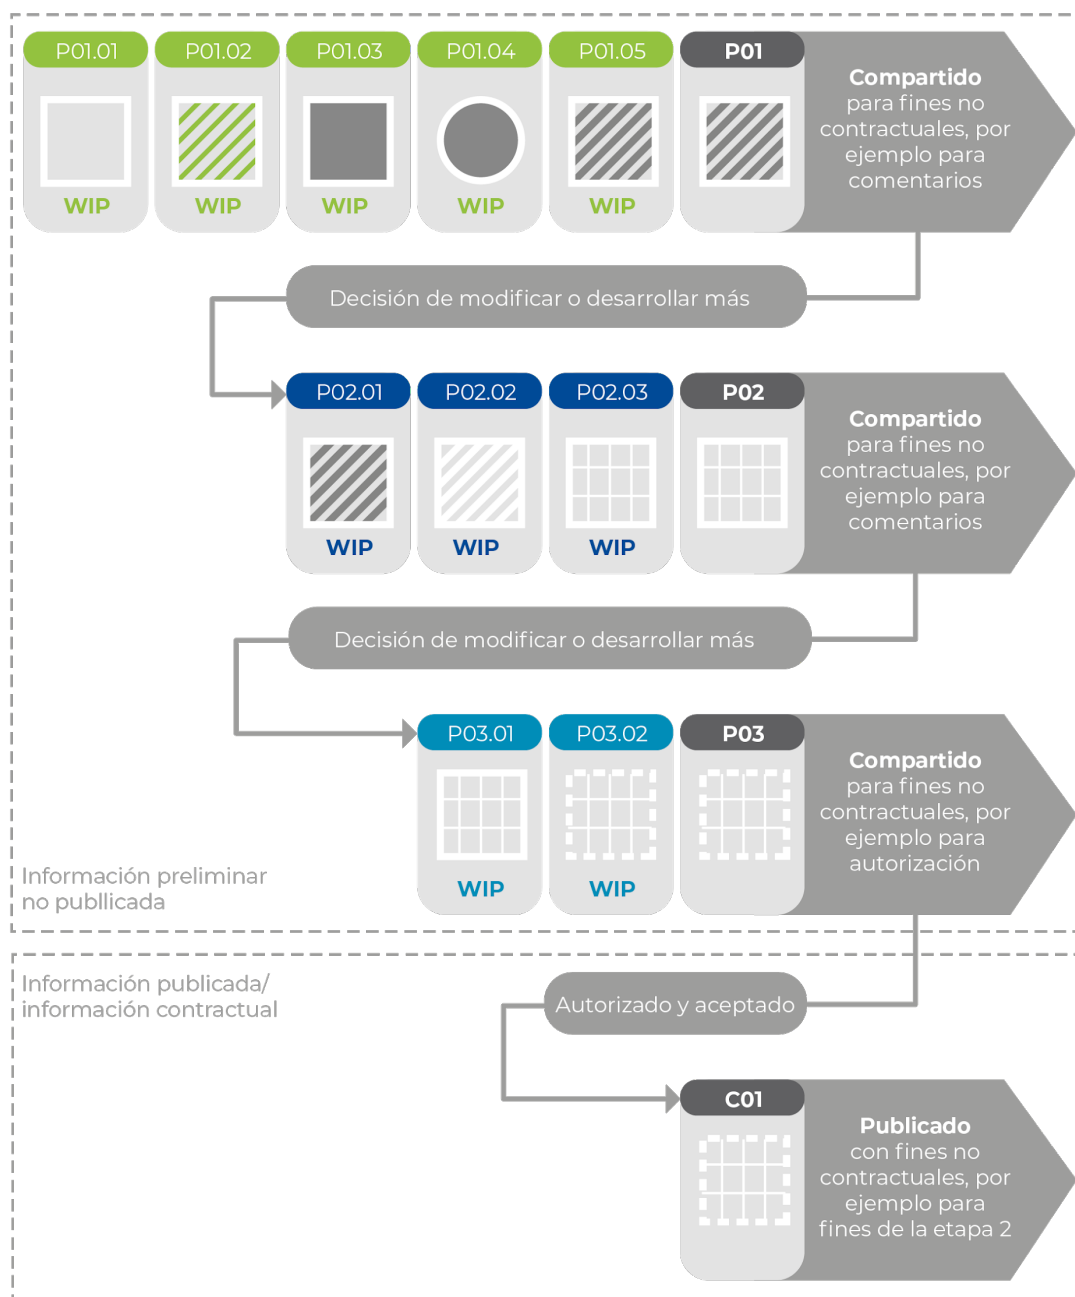 P01.01
P01.02
P01.03
P01.04
P01.05
P01
WIP
WIP
WIP
WIP
WIP
Compartido
para fines no
contractuales, por
ejemplo para
comentarios
Decisión de modificar o desarrollar más
P02.01
P02.02
P02.03
P02
WIP
WIP
WIP
Compartido
para fines no
contractuales, por
ejemplo para
comentarios
Decisión de modificar o desarrollar más
P03.01
P03.02
P03
WIP
WIP
Compartido
para fines no
contractuales, por
ejemplo para
autorización
Información preliminar
no publlicada
Información publicada/
información contractual
Autorizado y aceptado
C01
Publicado
con fines no
contractuales, por
ejemplo para
fines de la etapa 2